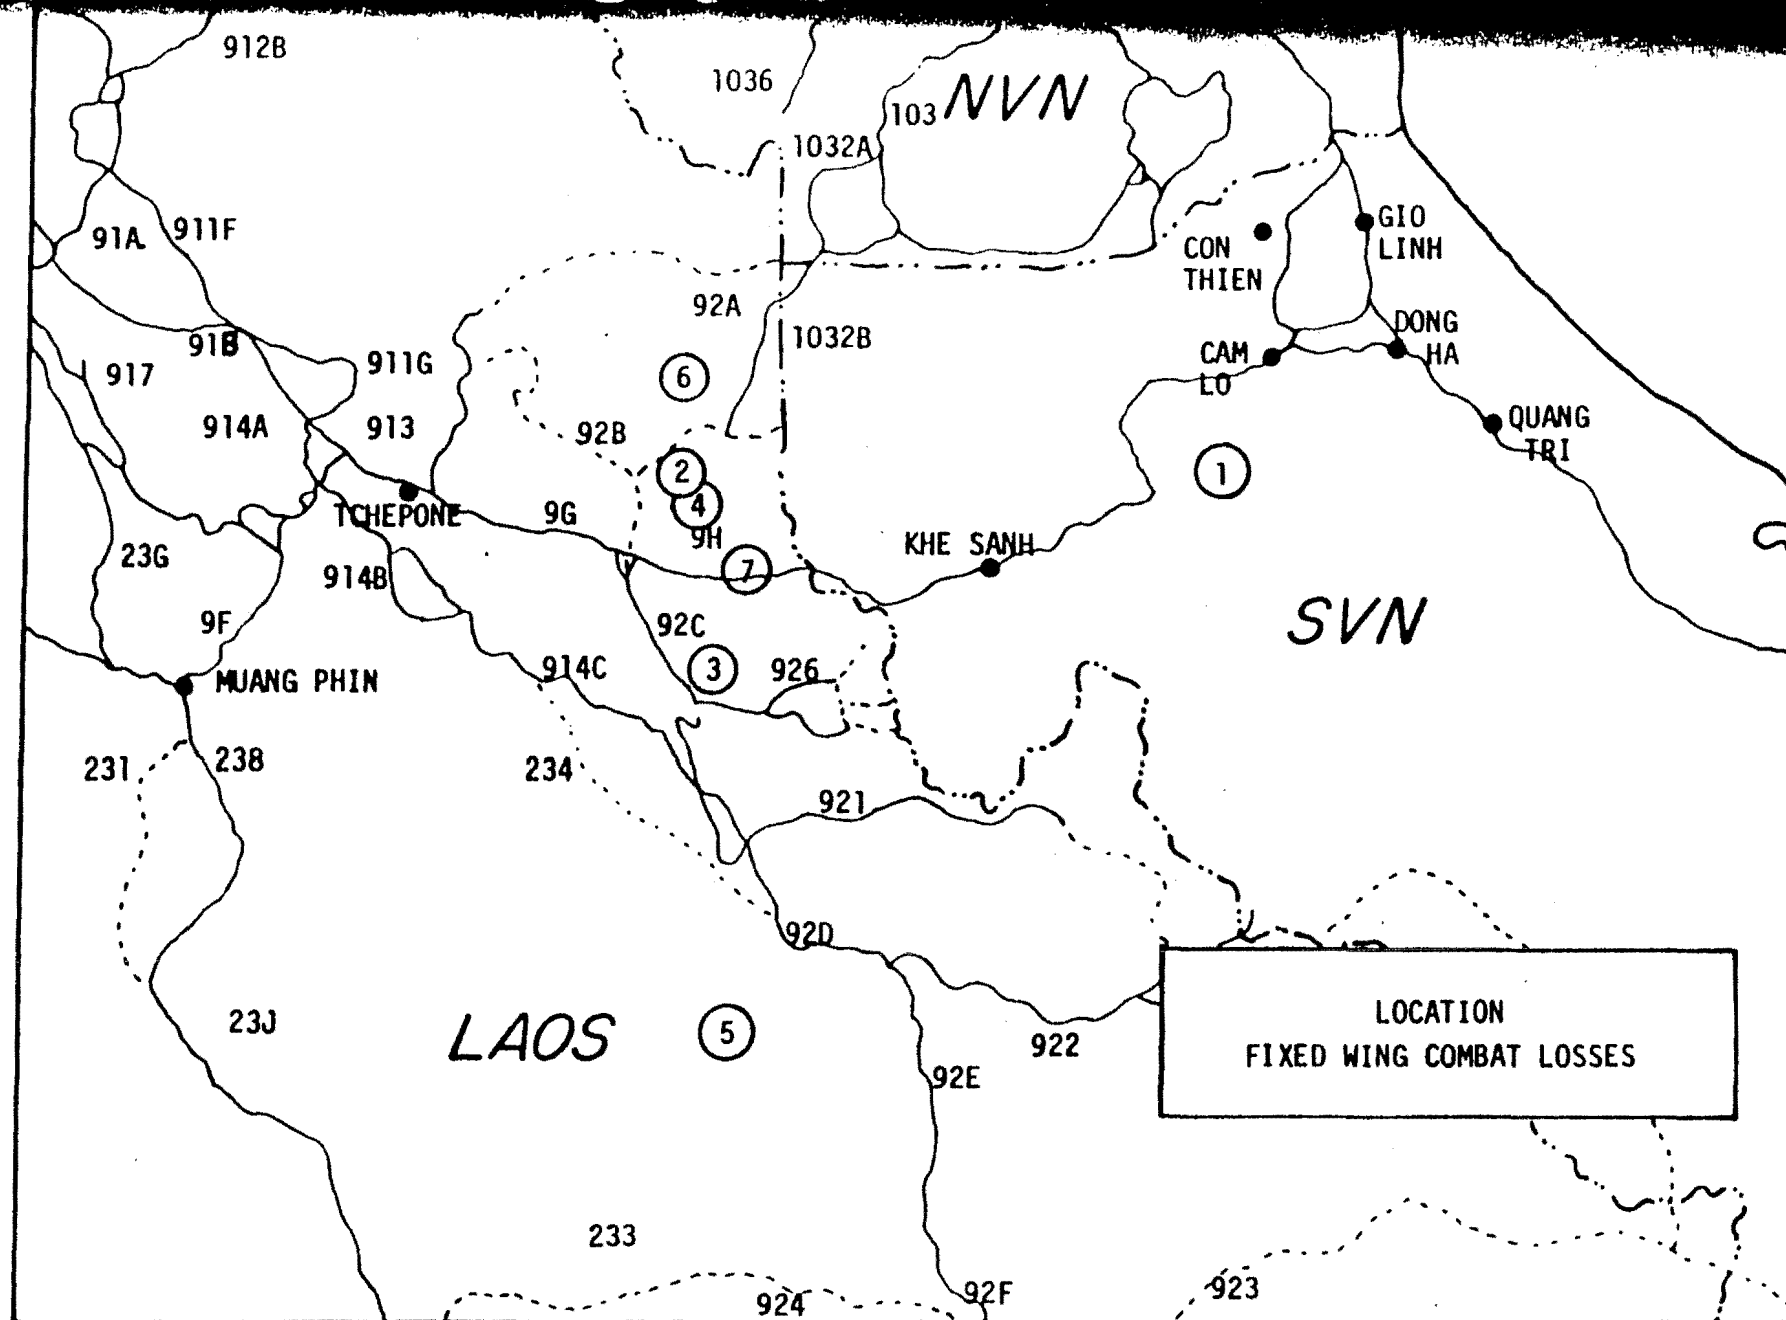 912B
1036
103
NVN
1032A
91A
911F
GIO
LINH
CON
THIEN
92A
1032B
91B
911G
917
DONG
HA
CAM
LO
6
914A
913
92B
QUANG
TRI
2
1
4
TCHEPONE
9G
9H
KHE SANH
23G
914B
7
9F
92C
SVN
MUANG PHIN
914C
3
926
231
238
234
921
92D
23J
LAOS
5
922
LOCATION
FIXED WING COMBAT LOSSES
92E
233
924
92F
923